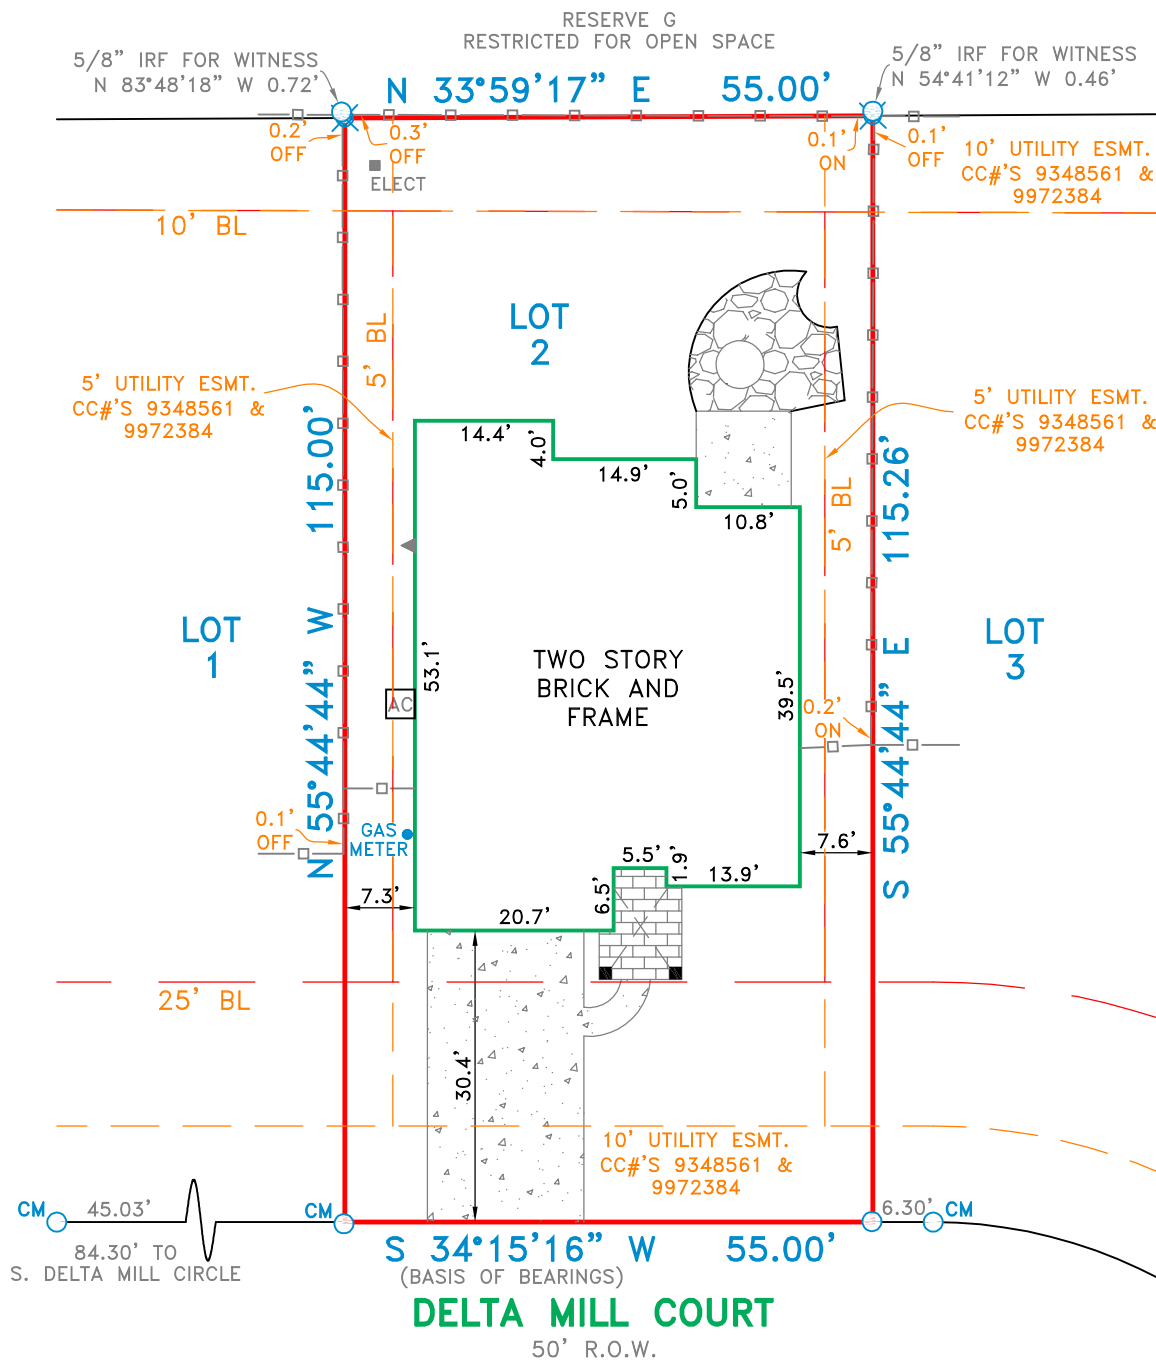 RESERVE G
RESTRICTED FOR OPEN SPACE
5/8” IRF FOR WITNESS
N 83°48’18” W 0.72’
5/8” IRF FOR WITNESS
N 54°41’12” W 0.46’
N 33°59’17” E 55.00’
0.2’
OFF
0.3’
OFF
0.1’
ON
0.1’
OFF
ELECT
10’ UTILITY ESMT.
CC#’S 9348561 &
9972384
10’ BL
LOT
2
5’ BL
5’ UTILITY ESMT.
CC#’S 9348561 &
9972384
5’ UTILITY ESMT.
CC#’S 9348561 &
9972384
14.4’
4.0’
14.9’
5.0’
10.8’
5’ BL
N 55°44’44” W 115.00’
S 55°44’44” E 115.26’
LOT
1
LOT
3
TWO STORY
BRICK AND
FRAME
53.1’
39.5’
AC
0.2’
ON
0.1’
OFF
GAS
METER
7.6’
5.5’
1.9’
13.9’
6.5’
7.3’
20.7’
25’ BL
30.4’
10’ UTILITY ESMT.
CC#’S 9348561 &
9972384
CM
45.03’
CM
6.30’
CM
84.30’ TO
S. DELTA MILL CIRCLE
S 34°15’16” W 55.00’
(BASIS OF BEARINGS)
DELTA MILL COURT
50’ R.O.W.